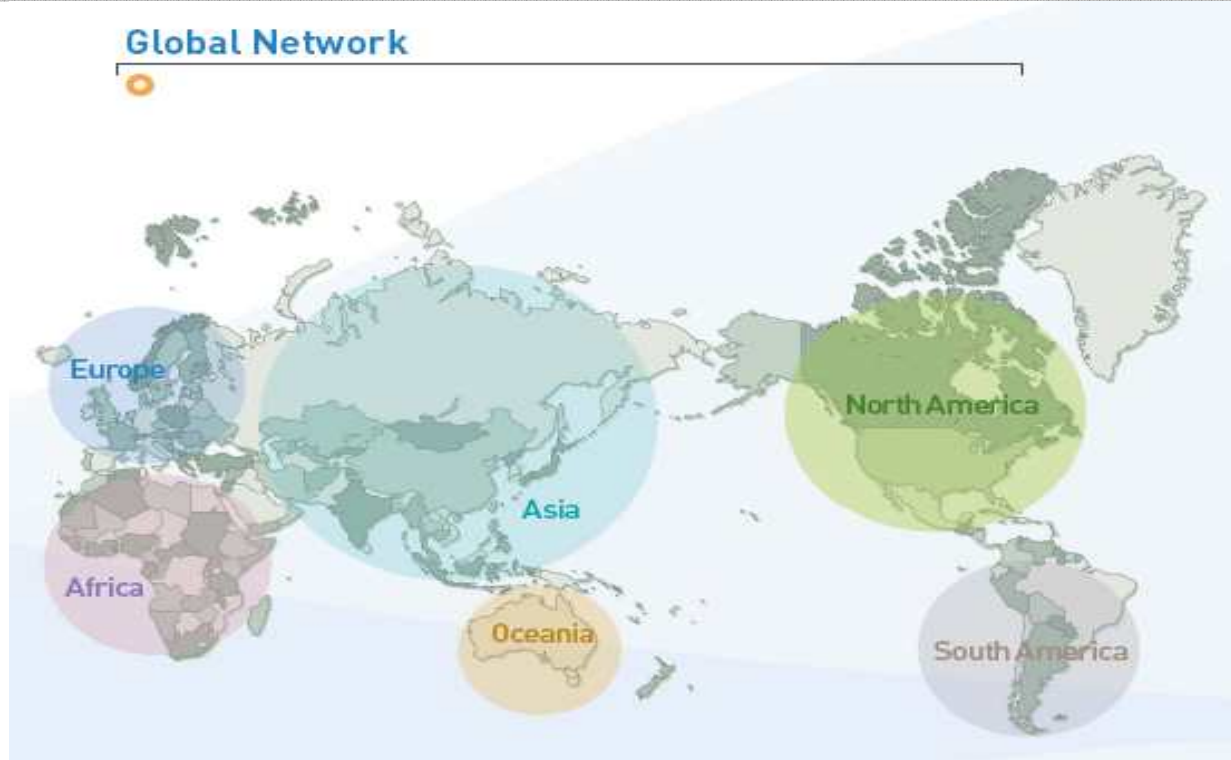 Global Network
Europe
North America
Asia
Africa
Oceania
South America